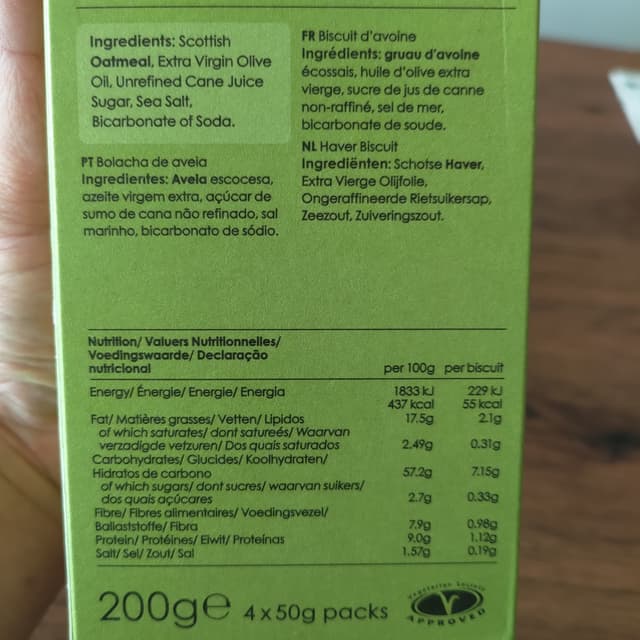 Ingredients: Scottish
Oatmeal, Extra Virgin Olive
Oil, Unrefined Cane Juice
Sugar, Sea Salt,
Bicarbonate of Soda.
PT Bolacha de aveia
Ingredientes: Aveia escocesa,
azeite virgem extra, açúcar de
sumo de cana não refinado, sal
marinho, bicarbonato de sódio.
FR Biscuit d'avoine
Ingrédients: gruau d'avoine
écossais, huile d'olive extra
vierge, sucre de jus de canne
non-raffiné, sel de mer,
bicarbonate de soude.
NL Haver Biscuit
Ingrediënten: Schotse Haver,
Extra Vierge Olijfolie,
Ongeraffineerde Rietsuikersap,
Zeezout, Zuiveringszout.
Nutrition/ Valuers Nutritionnelles/
Voedingswaarde/ Declaração
nutricional per 100g per biscuit
Energy/ Énergie/ Energie/ Energia 1833 kJ 229 kJ
437 kcal 55 kcal
Fat/ Matières grasses/ Vetten/ Lipidos 17.5g 2.1g
of which saturates/ dont satureés/ Waarvan
verzadigde vetzuren/ Dos quais saturados 2.49g 0.31g
Carbohydrates/ Glucides/ Koolhydraten/
Hidratos de carbono 57.2g 7.15g
of which sugars/ dont sucres/ waarvan suikers/
dos quais açúcares 2.7g 0.33g
Fibre/ Fibres alimentaires/ Voedingsvezel/
Ballaststoffe/ Fibra 7.9g 0.98g
Protein/ Protéines/ Eiwit/ Proteínas 9.0g 1.12g
Salt/ Sel/ Zout/ Sal 1.57g 0.19g
200g℮ 4x50g packs
Vegetarian Society
V
APPROVED